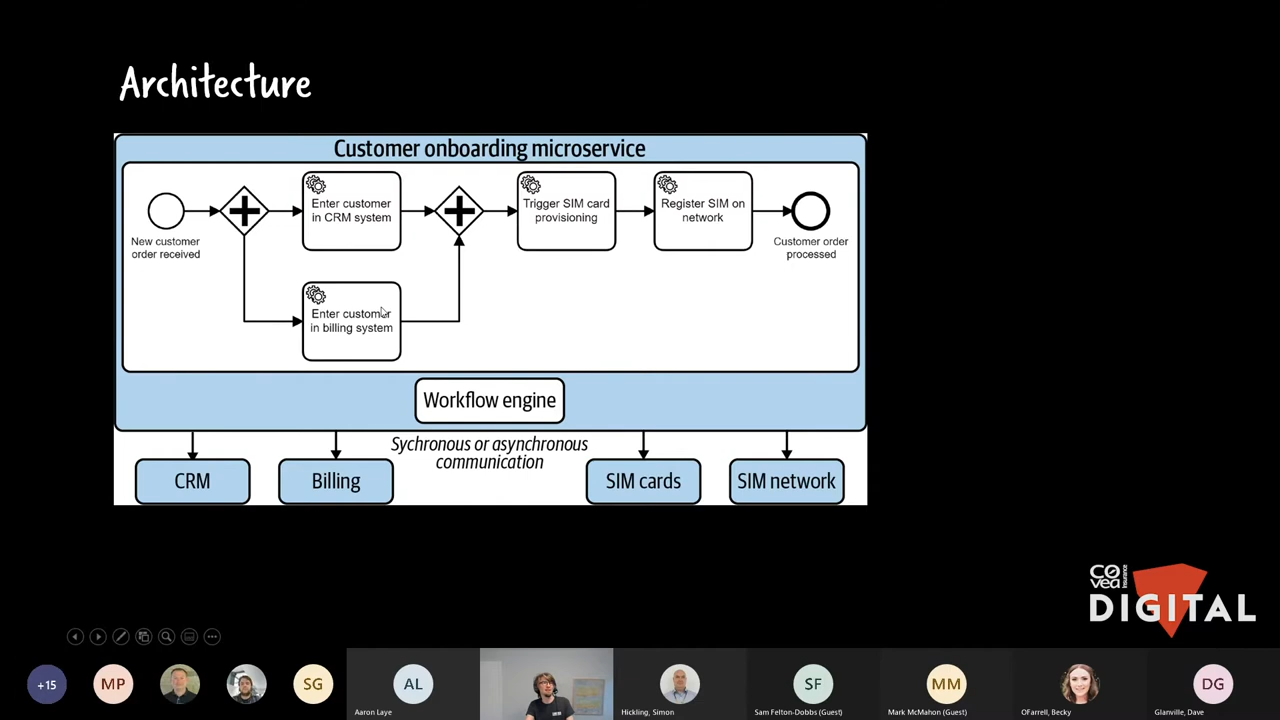 Architecture
Customer onboarding microservice
Enter customer
in CRM system
Trigger SIM card
provisioning
Register SIM on
network
New customer
order received
Customer order
processed
Enter customer
in billing system
Workflow engine
Sychronous or asynchronous
communication
CRM
Billing
SIM cards
SIM network
covea
Insurance
DIGITAL
+15
MP
SG
AL
SF
MM
DG
Aaron Laye
Hickling, Simon
Sam Felton-Dobbs (Guest)
Mark McMahon (Guest)
OFarrell, Becky
Glanville, Dave